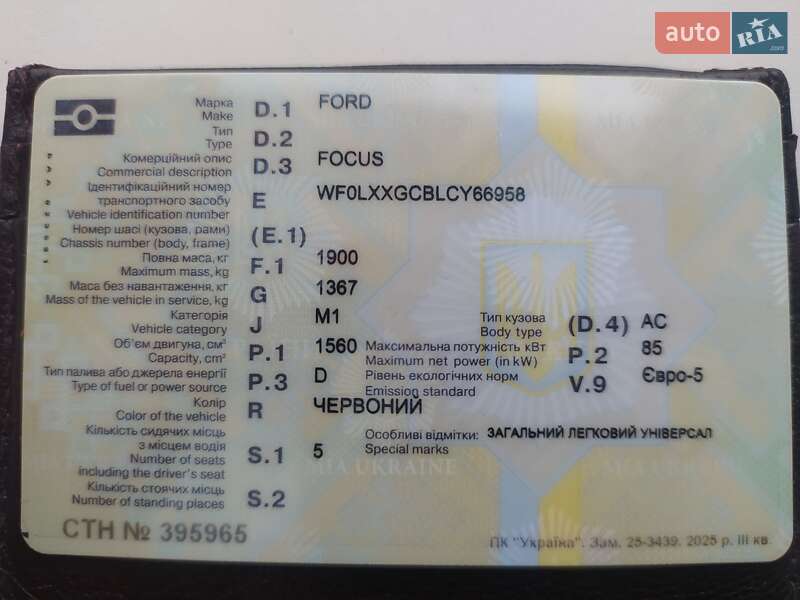 auto RIA .com
Марка
Make D.1 FORD
Тип
Type D.2
Комерційний опис
Commercial description D.3 FOCUS
Ідентифікаційний номер
транспортного засобу E WF0LXXGCBLCY66958
Vehicle identification number
Номер шасі (кузова, рами)
Chassis number (body, frame) (E.1)
Повна маса, кг
Maximum mass, kg F.1 1900
Маса без навантаження, кг
Mass of the vehicle in service, kg G 1367
Категорія
Vehicle category J M1 Тип кузова
Body type (D.4) AC
Об'єм двигуна, см³
Capacity, cm³ P.1 1560 Максимальна потужність кВт
Maximum net power (in kW) P.2 85
Тип палива або джерела енергії
Type of fuel or power source P.3 D Рівень екологічних норм
Emission standard V.9 Євро-5
Колір
Color of the vehicle R ЧЕРВОНИЙ
Кількість сидячих місць
з місцем водія
Number of seats S.1 5 Особливі відмітки: ЗАГАЛЬНИЙ ЛЕГКОВИЙ УНІВЕРСАЛ
including the driver's seat Special marks
Кількість стоячих місць
Number of standing places S.2
MIA UKRAINE
СТН № 395965
ПК "Україна". Зам. 25-3439. 2025 р. III кв.